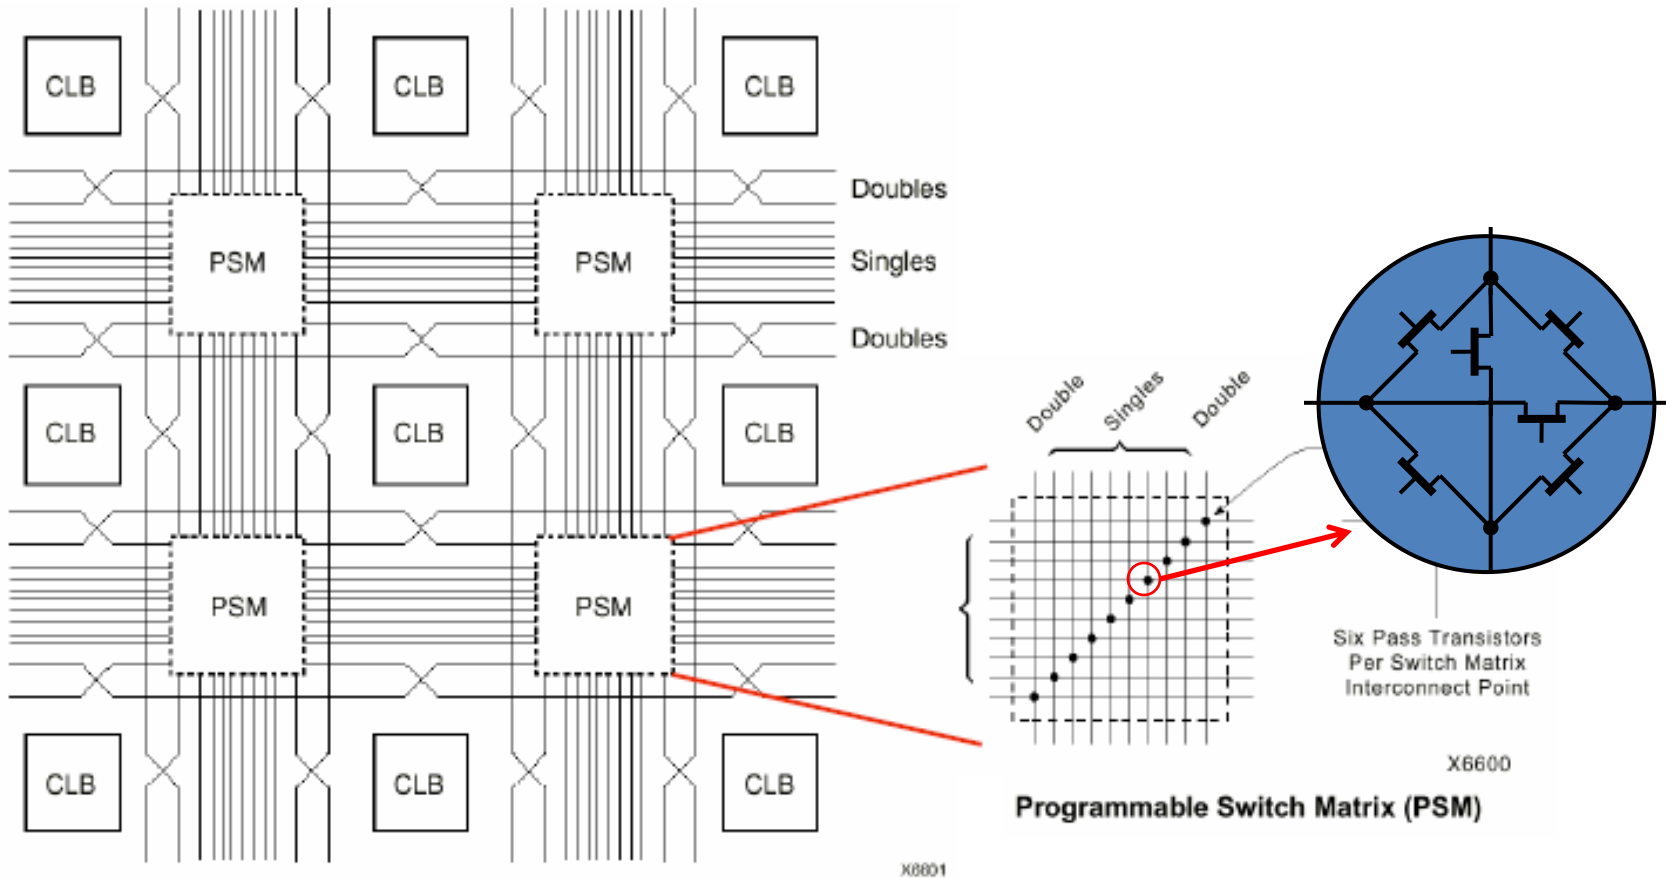 CLB CLB CLB
Doubles
PSM PSM Singles
Doubles
CLB CLB CLB
PSM PSM
CLB CLB CLB
X6601
Double Singles Double
Six Pass Transistors
Per Switch Matrix
Interconnect Point
X6600
Programmable Switch Matrix (PSM)